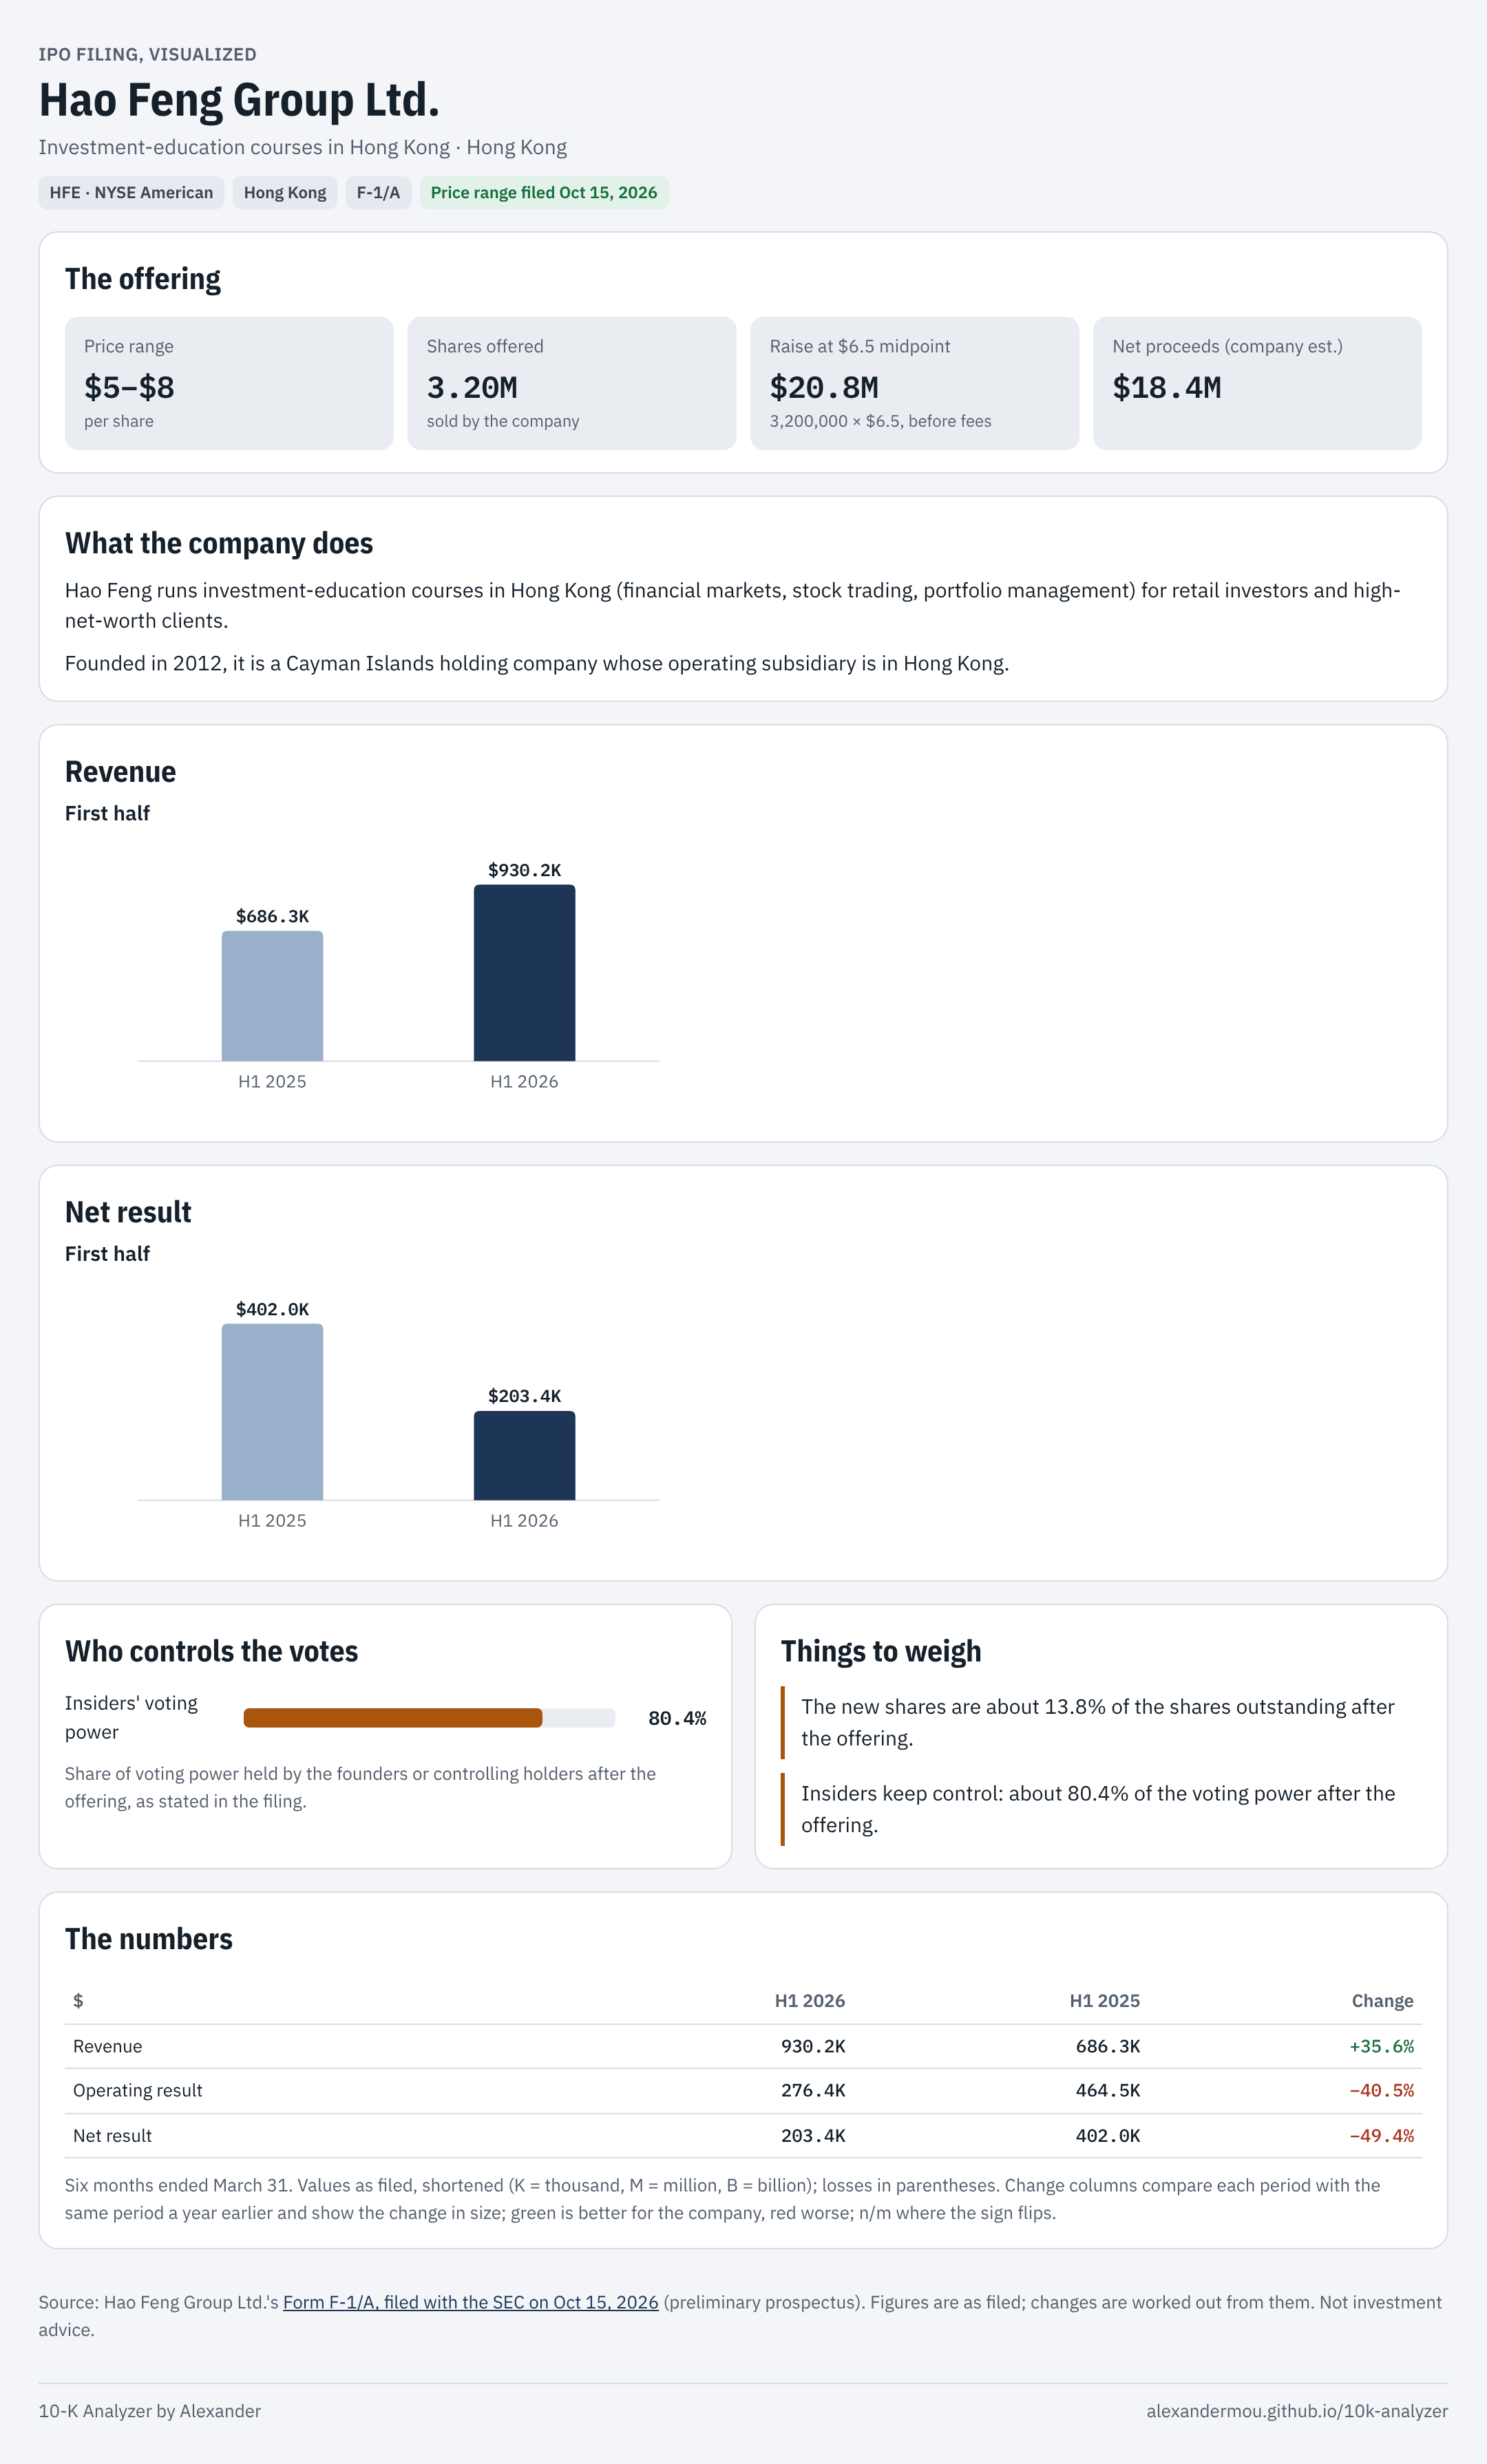 IPO FILING, VISUALIZED
Hao Feng Group Ltd.
Investment-education courses in Hong Kong · Hong Kong
HFE · NYSE American
Hong Kong
F-1/A
Price range filed Oct 15, 2026
The offering
Price range
$5–$8
per share
Shares offered
3.20M
sold by the company
Raise at $6.5 midpoint
$20.8M
3,200,000 × $6.5, before fees
Net proceeds (company est.)
$18.4M
What the company does
Hao Feng runs investment-education courses in Hong Kong (financial markets, stock trading, portfolio management) for retail investors and high-
net-worth clients.
Founded in 2012, it is a Cayman Islands holding company whose operating subsidiary is in Hong Kong.
Revenue
First half
$686.3K
$930.2K
H1 2025
H1 2026
Net result
First half
$402.0K
$203.4K
H1 2025
H1 2026
Who controls the votes
Insiders' voting
power
80.4%
Share of voting power held by the founders or controlling holders after the
offering, as stated in the filing.
Things to weigh
The new shares are about 13.8% of the shares outstanding after
the offering.
Insiders keep control: about 80.4% of the voting power after the
offering.
The numbers
$ H1 2026 H1 2025 Change
Revenue 930.2K 686.3K +35.6%
Operating result 276.4K 464.5K −40.5%
Net result 203.4K 402.0K −49.4%
Six months ended March 31. Values as filed, shortened (K = thousand, M = million, B = billion); losses in parentheses. Change columns compare each period with the
same period a year earlier and show the change in size; green is better for the company, red worse; n/m where the sign flips.
Source: Hao Feng Group Ltd.'s Form F-1/A, filed with the SEC on Oct 15, 2026 (preliminary prospectus). Figures are as filed; changes are worked out from them. Not investment
advice.
10-K Analyzer by Alexander
alexandermou.github.io/10k-analyzer